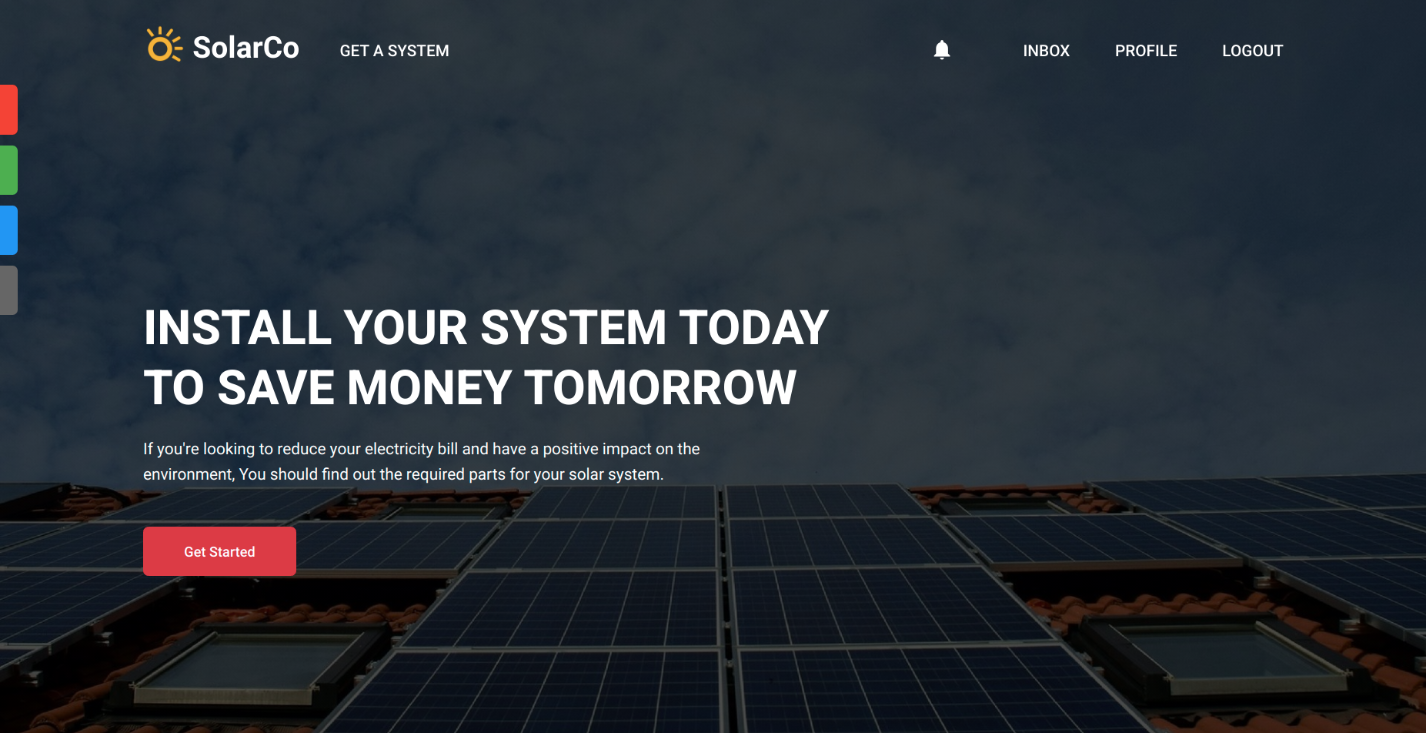 SolarCo
GET A SYSTEM
INBOX
PROFILE
LOGOUT
INSTALL YOUR SYSTEM TODAY
TO SAVE MONEY TOMORROW
If you're looking to reduce your electricity bill and have a positive impact on the
environment, You should find out the required parts for your solar system.
Get Started